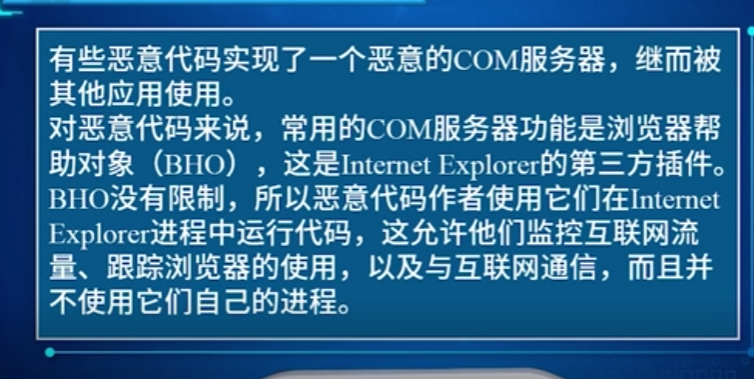 有些恶意代码实现了一个恶意的COM服务器，继而被
其他应用使用。
对恶意代码来说，常用的COM服务器功能是浏览器帮
助对象（BHO），这是Internet Explorer的第三方插件。
BHO没有限制，所以恶意代码作者使用它们在Internet
Explorer进程中运行代码，这允许他们监控互联网流
量、跟踪浏览器的使用，以及与互联网通信，而且并
不使用它们自己的进程。